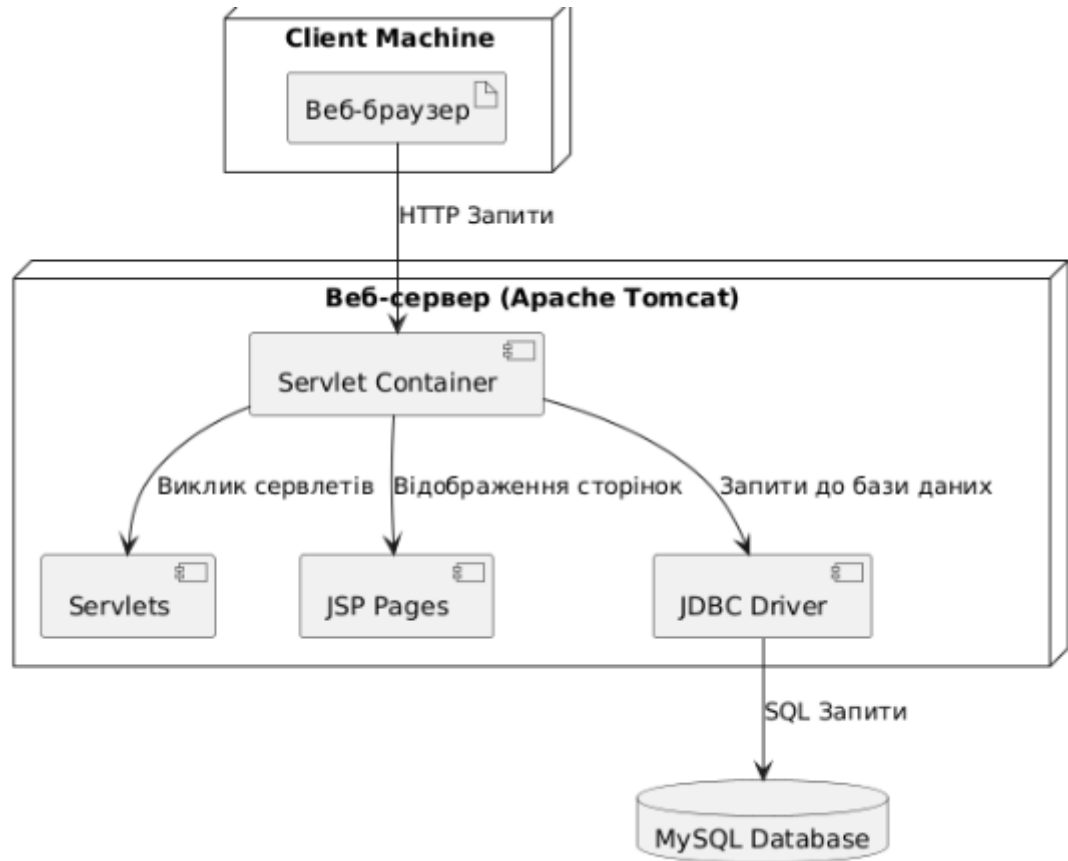 Client Machine
Веб-браузер
HTTP Запити
Веб-сервер (Apache Tomcat)
Servlet Container
Виклик сервлетів
Відображення сторінок
Запити до бази даних
Servlets
JSP Pages
JDBC Driver
SQL Запити
MySQL Database